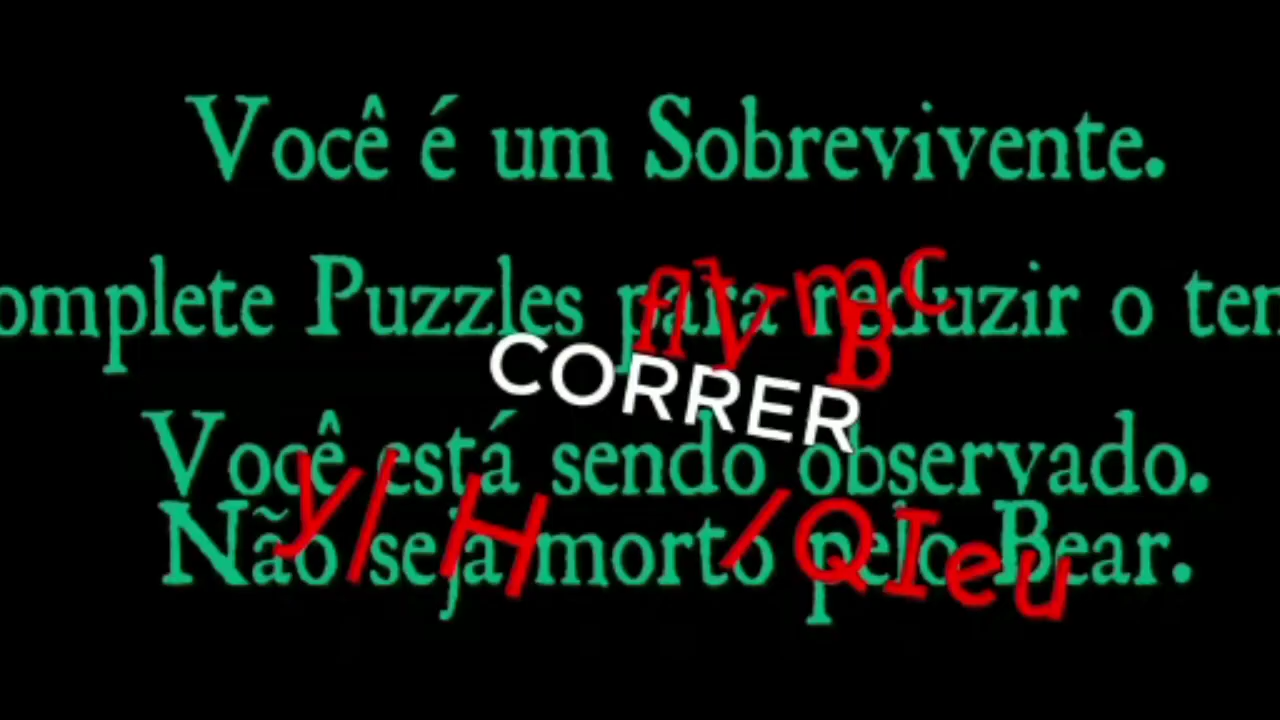 Você é um Sobrevivente.
omplete Puzzles para reduzir o ten
CORRER
Você está sendo observado.
Não seja morto pelo Bear.